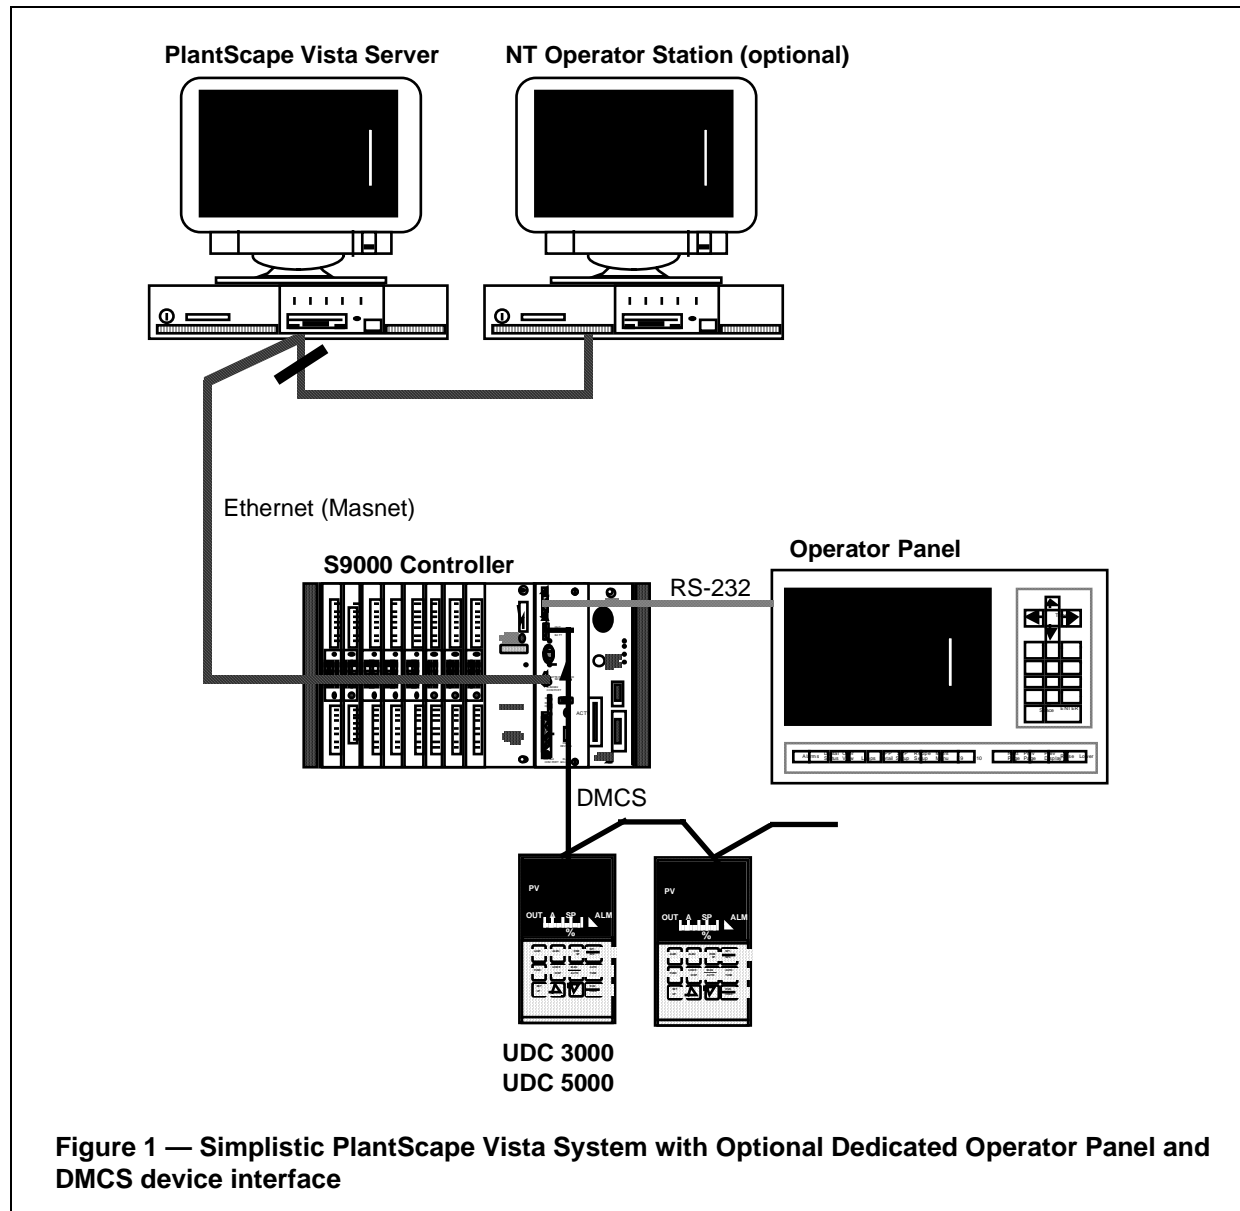 PlantScape Vista Server
NT Operator Station (optional)
Ethernet (Masnet)
S9000 Controller
Operator Panel
RS-232
DMCS
PV
OUT A SP ALM
%
PV
OUT A SP ALM
%
UDC 3000
UDC 5000
Figure 1 — Simplistic PlantScape Vista System with Optional Dedicated Operator Panel and
DMCS device interface